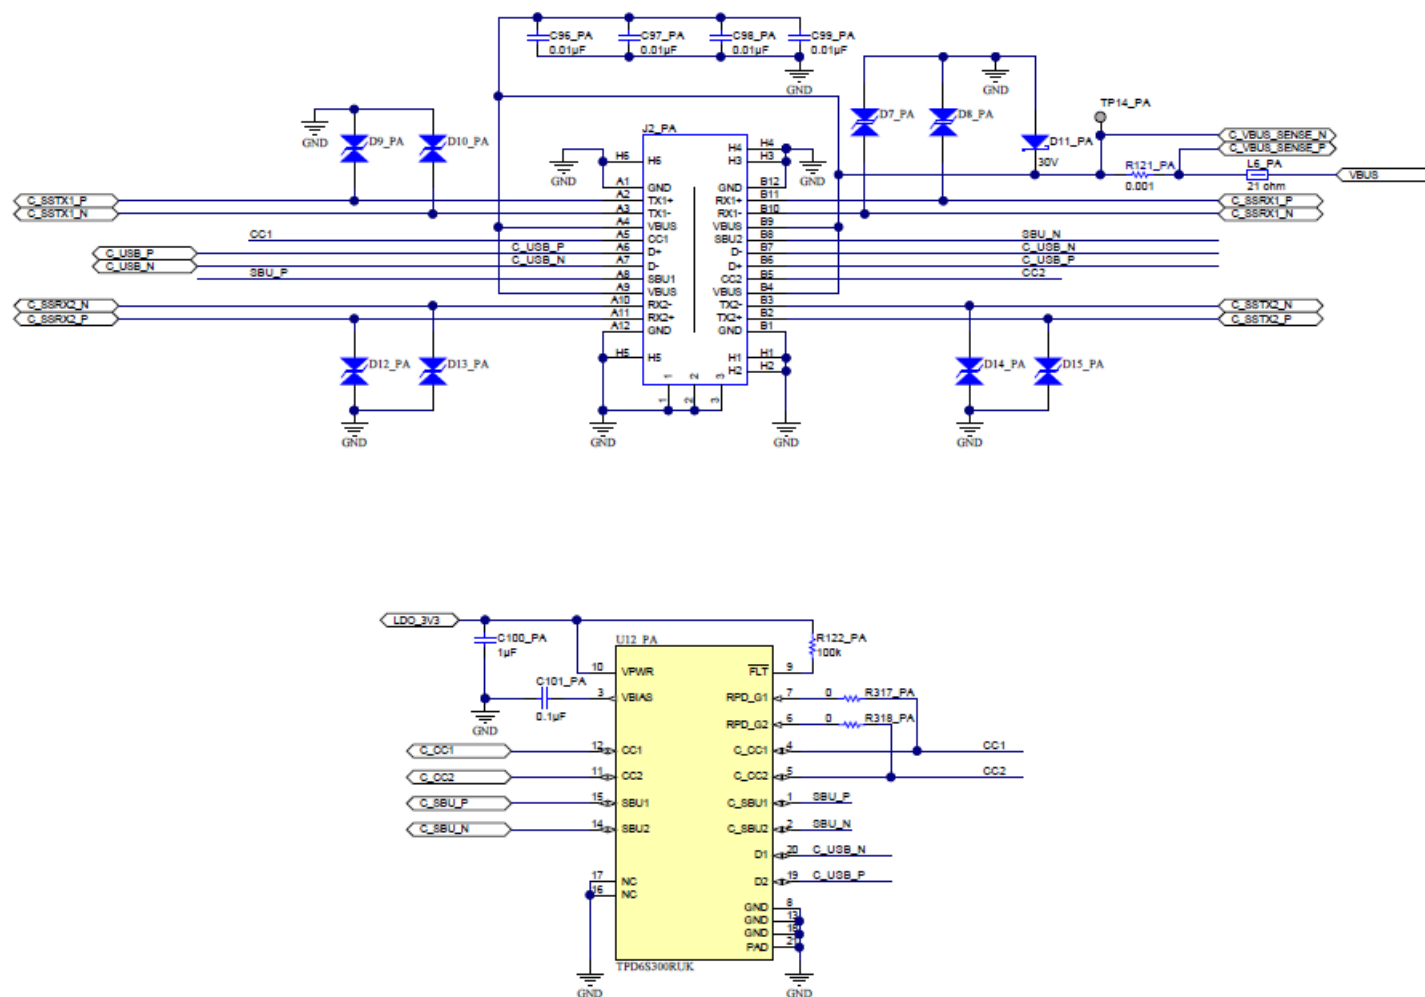 C96_PA
0.01µF
C97_PA
0.01µF
C98_PA
0.01µF
C99_PA
0.01µF
GND
GND
TP14_PA
D7_PA
D8_PA
D11_PA
30V
C_VBUS_SENSE_N
C_VBUS_SENSE_P
R121_PA
0.001
L6_PA
21 ohm
VBUS
GND
D9_PA
D10_PA
J2_PA
GND
GND
H6 H6 H4 H4
H3 H3
A1 GND GND B12
C_SSTX1_P A2 TX1+ RX1+ B11 C_SSRX1_P
C_SSTX1_N A3 TX1- RX1- B10 C_SSRX1_N
A4 VBUS VBUS B9
CC1 A5 CC1 SBU2 B8 SBU_N
C_USB_P C_USB_P A6 D+ D- B7 C_USB_N
C_USB_N C_USB_N A7 D- D+ B6 C_USB_P
SBU_P A8 SBU1 CC2 B5 CC2
A9 VBUS VBUS B4
C_SSRX2_N A10 RX2- TX2- B3 C_SSTX2_N
C_SSRX2_P A11 RX2+ TX2+ B2 C_SSTX2_P
A12 GND GND B1
H5 H5 H1 H1
H2 H2
1 2 3
1 2 3
D12_PA
D13_PA
D14_PA
D15_PA
GND
GND
GND
GND
LDO_3V3
C100_PA
1µF
C101_PA
0.1µF
GND
R122_PA
100k
U12_PA
10 VPWR FLT 9
3 VBIAS RPD_G1 7 0 R317_PA
RPD_G2 6 0 R318_PA
C_CC1 12 CC1 C_CC1 4 CC1
C_CC2 11 CC2 C_CC2 5 CC2
C_SBU_P 15 SBU1 C_SBU1 1 SBU_P
C_SBU_N 14 SBU2 C_SBU2 2 SBU_N
D1 20 C_USB_N
17 NC D2 19 C_USB_P
16 NC
GND 8
GND 13
GND 18
PAD 21
TPD6S300RUK
GND
GND